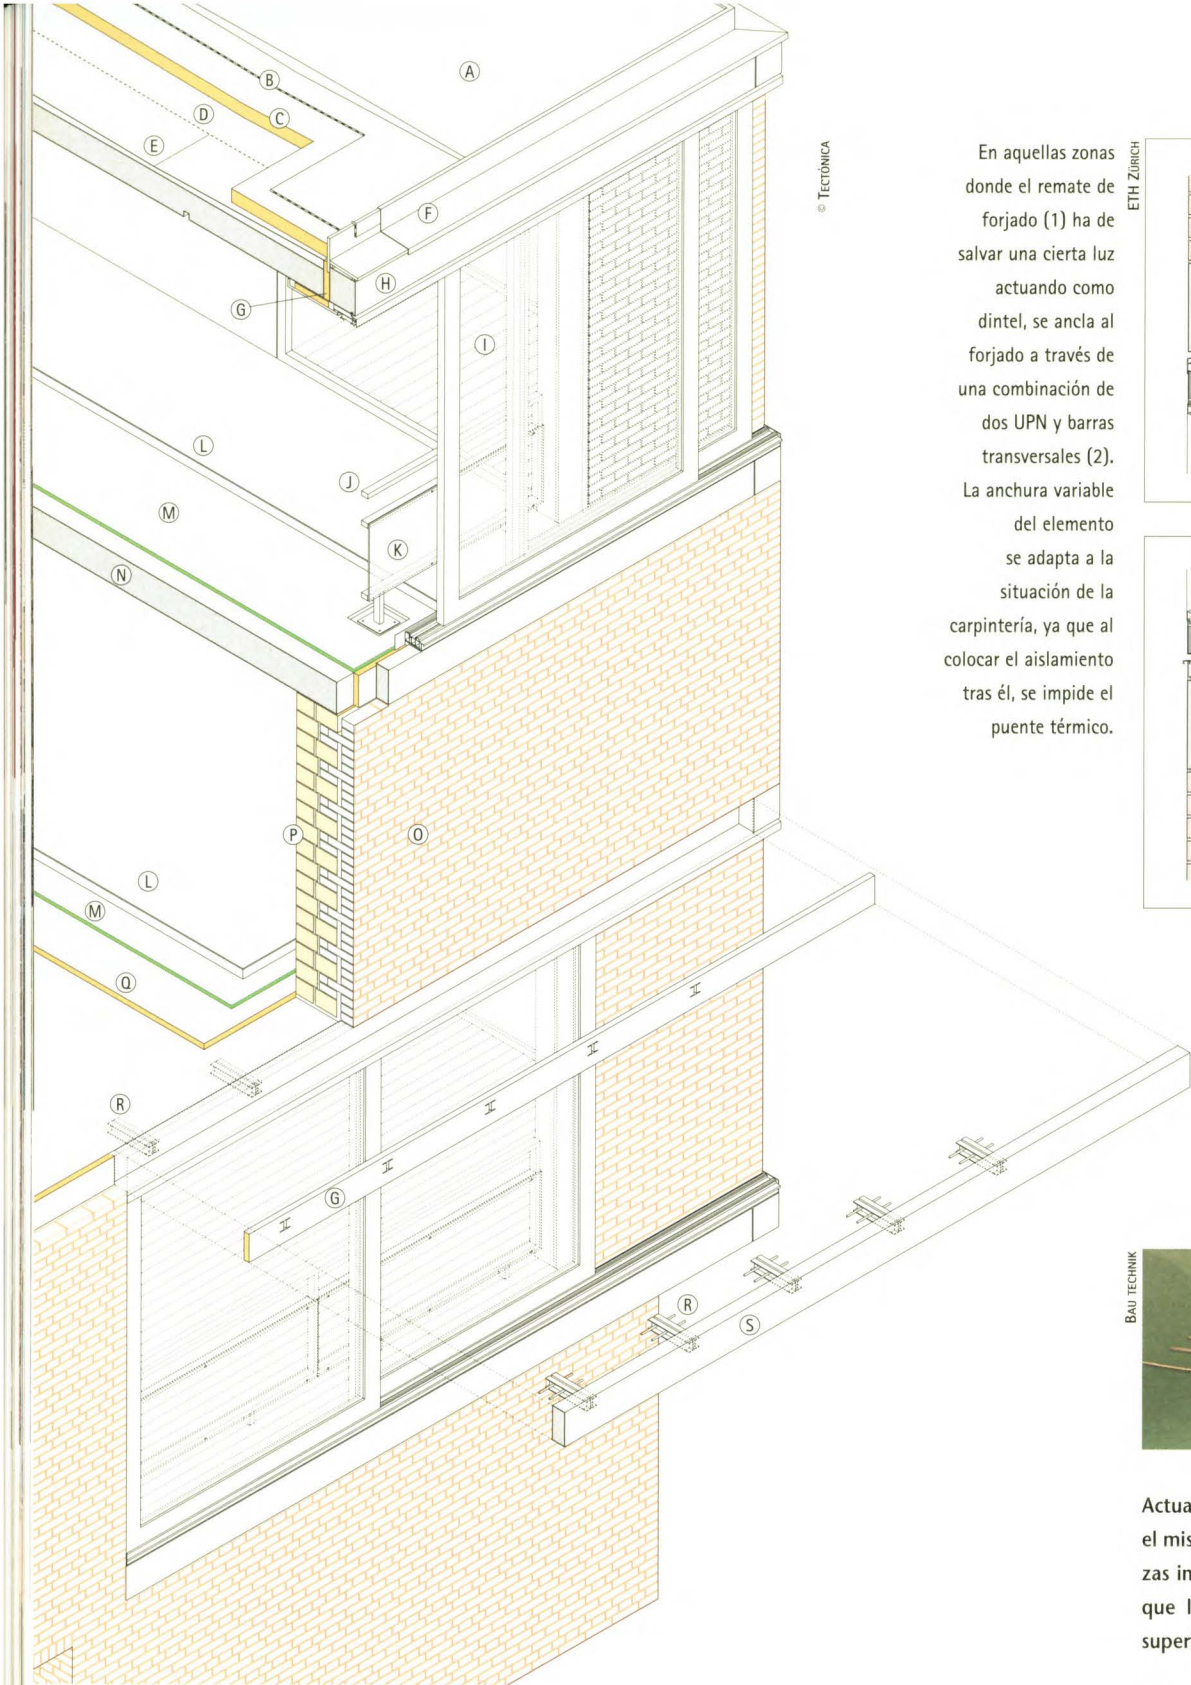 A
B
C
D
E
F
G
H
I
J
K
L
M
N
L
M
P
O
Q
R
G
R
S
© TECTÓNICA
En aquellas zonas
donde el remate de
forjado (1) ha de
salvar una cierta luz
actuando como
dintel, se ancla al
forjado a través de
una combinación de
dos UPN y barras
transversales (2).
La anchura variable
del elemento
se adapta a la
situación de la
carpintería, ya que al
colocar el aislamiento
tras él, se impide el
puente térmico.
ETH ZÜRICH
BAU TECHNIK
Actua
el mis
zas in
que l
super